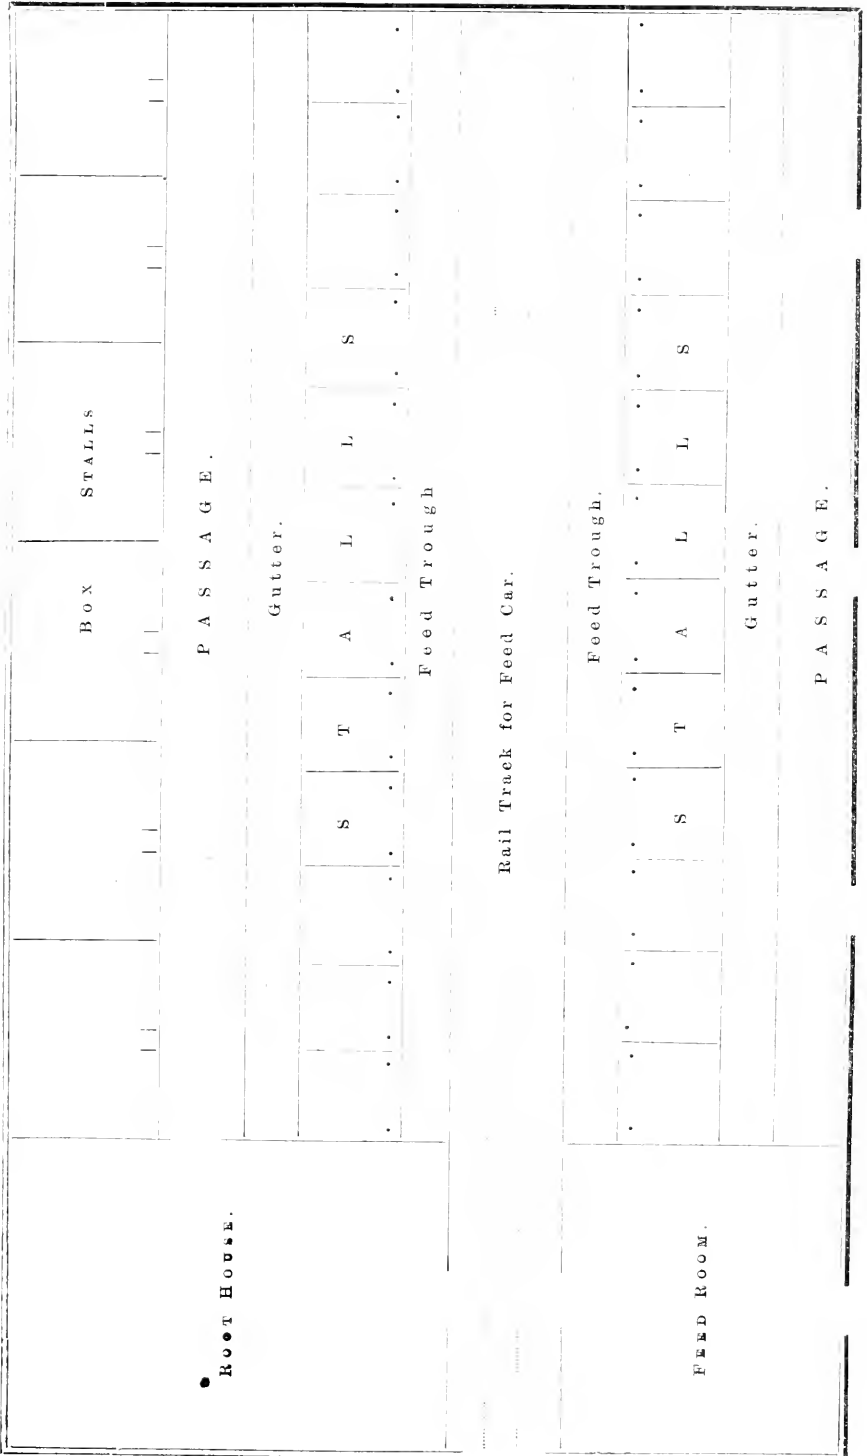 BOX STALLS
PASSAGE.
Gutter.
STALLS
Feed Trough
Rail Track for Feed Car.
Feed Trough.
STALLS
Gutter.
PASSAGE.
ROOT HOUSE.
FEED ROOM.